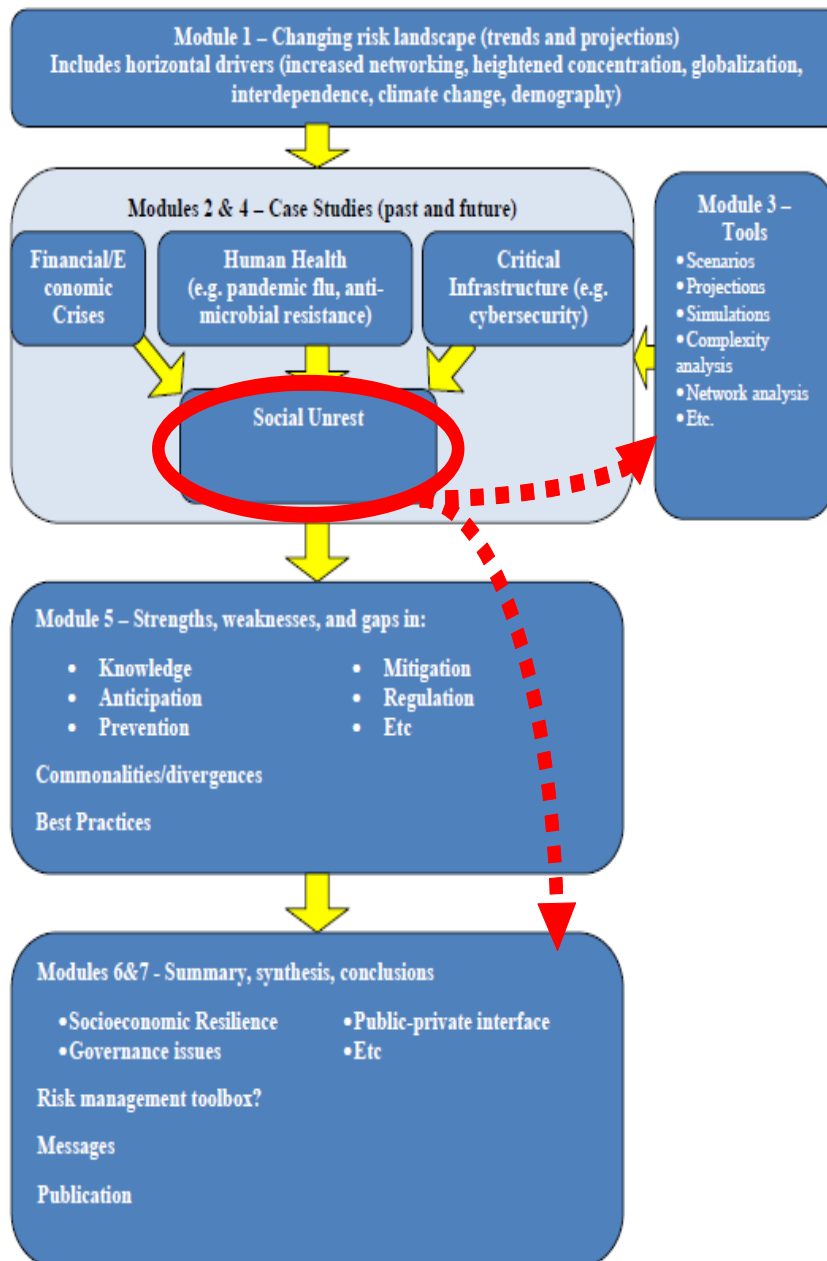 Module 1 – Changing risk landscape (trends and projections)
Includes horizontal drivers (increased networking, heightened concentration, globalization,
interdependence, climate change, demography)
Modules 2 & 4 – Case Studies (past and future)
Financial/E
conomic
Crises
Human Health
(e.g. pandemic flu, anti-
microbial resistance)
Critical
Infrastructure (e.g.
cybersecurity)
Social Unrest
Module 3 –
Tools
•Scenarios
•Projections
•Simulations
•Complexity
analysis
•Network analysis
•Etc.
Module 5 – Strengths, weaknesses, and gaps in:
• Knowledge
• Anticipation
• Prevention
• Mitigation
• Regulation
• Etc
Commonalities/divergences
Best Practices
Modules 6&7 - Summary, synthesis, conclusions
•Socioeconomic Resilience
•Governance issues
•Public-private interface
•Etc
Risk management toolbox?
Messages
Publication